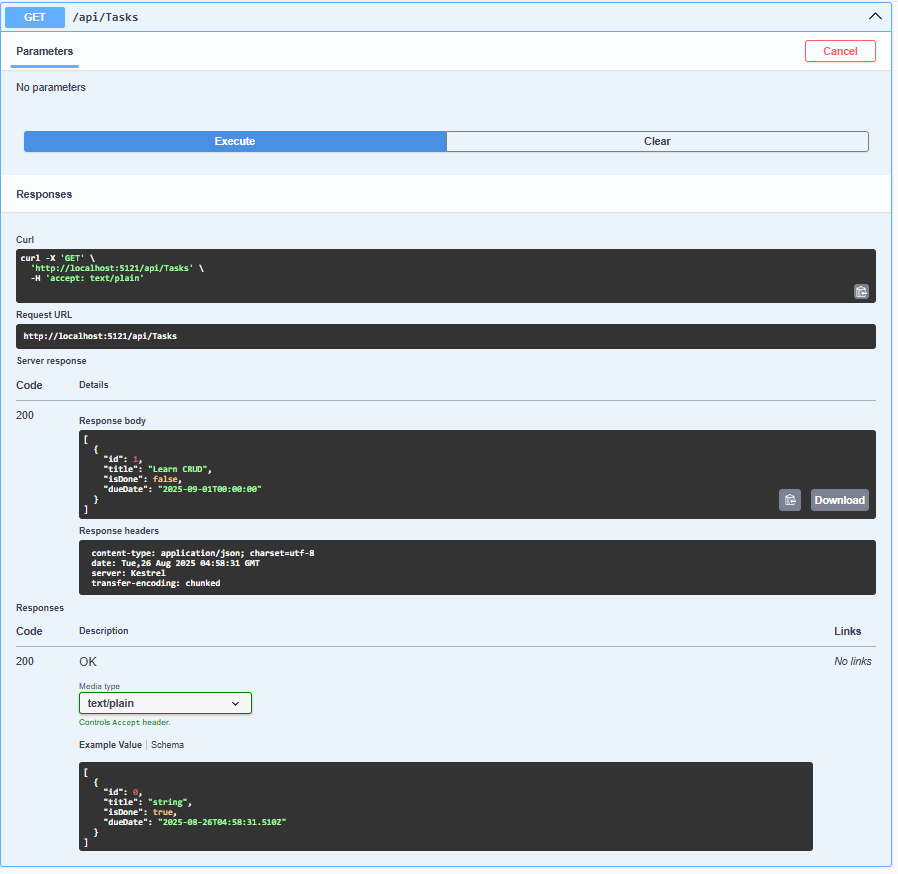 GET /api/Tasks
Parameters Cancel
No parameters
Execute Clear
Responses
Curl
curl -X 'GET' \
  'http://localhost:5121/api/Tasks' \
  -H 'accept: text/plain'
Request URL
http://localhost:5121/api/Tasks
Server response
Code Details
200
Response body
[
  {
    "id": 1,
    "title": "Learn CRUD",
    "isDone": false,
    "dueDate": "2025-09-01T00:00:00"
  }
]
Download
Response headers
content-type: application/json; charset=utf-8
date: Tue,26 Aug 2025 04:58:31 GMT
server: Kestrel
transfer-encoding: chunked
Responses
Code Description Links
200 OK No links
Media type
text/plain
Controls Accept header.
Example Value | Schema
[
  {
    "id": 0,
    "title": "string",
    "isDone": true,
    "dueDate": "2025-08-26T04:58:31.510Z"
  }
]